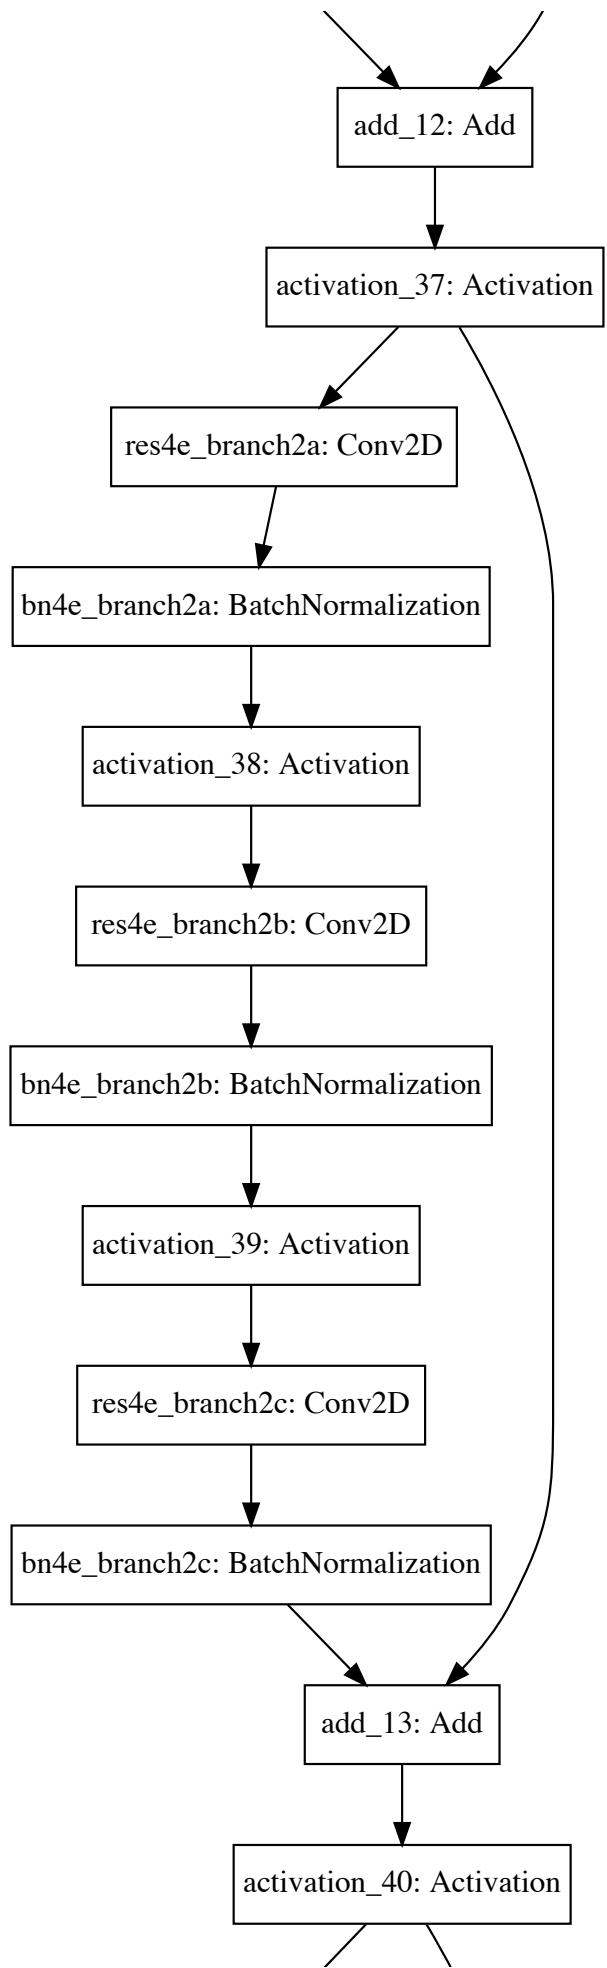 add_12: Add
activation_37: Activation
res4e_branch2a: Conv2D
bn4e_branch2a: BatchNormalization
activation_38: Activation
res4e_branch2b: Conv2D
bn4e_branch2b: BatchNormalization
activation_39: Activation
res4e_branch2c: Conv2D
bn4e_branch2c: BatchNormalization
add_13: Add
activation_40: Activation